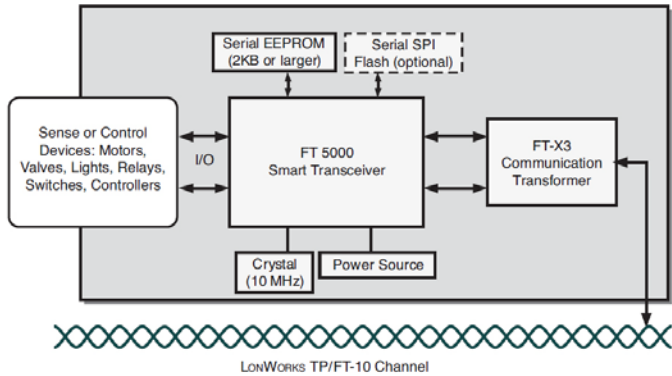 Serial EEPROM
(2KB or larger)
Serial SPI
Flash (optional)
Sense or Control
Devices: Motors,
Valves, Lights, Relays,
Switches, Controllers
I/O
FT 5000
Smart Transceiver
FT-X3
Communication
Transformer
Crystal
(10 MHz)
Power Source
LONWORKS TP/FT-10 Channel